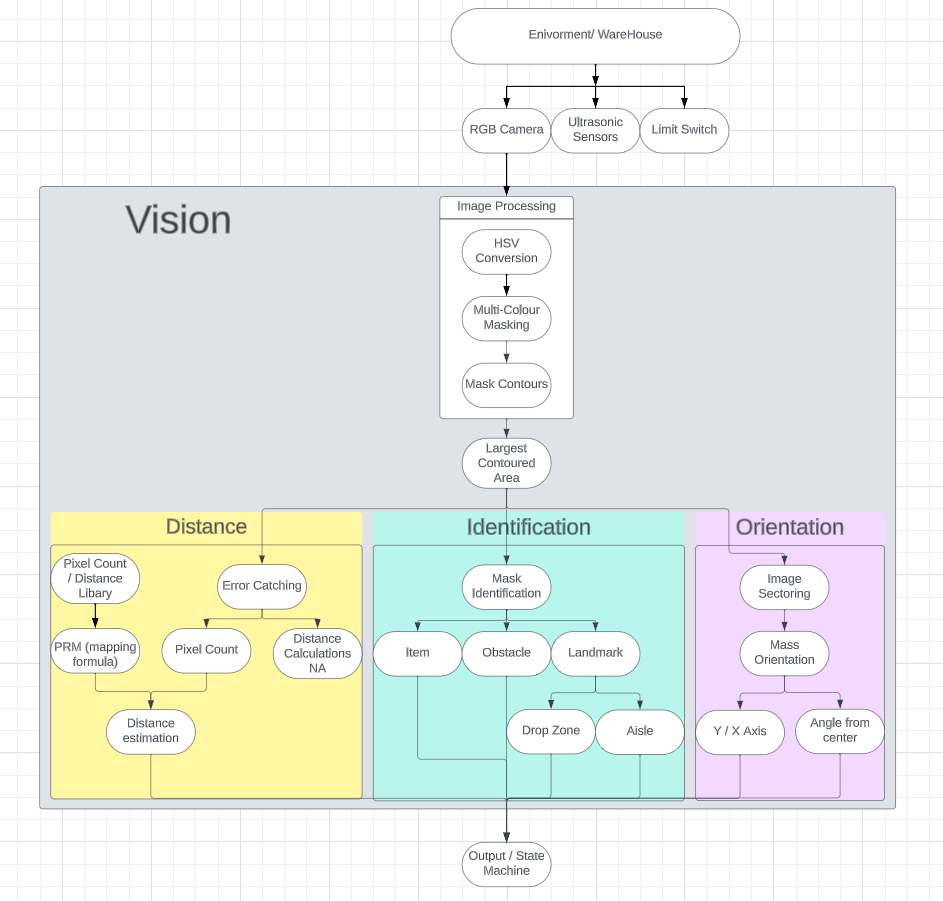 Enivorment/ WareHouse
RGB Camera
Ultrasonic
Sensors
Limit Switch
Vision
Image Processing
HSV
Conversion
Multi-Colour
Masking
Mask Contours
Largest
Contoured
Area
Distance
Pixel Count
/ Distance
Libary
Error Catching
PRM (mapping
formula)
Pixel Count
Distance
Calculations
NA
Distance
estimation
Identification
Mask
Identification
Item
Obstacle
Landmark
Drop Zone
Aisle
Orientation
Image
Sectoring
Mass
Orientation
Y / X Axis
Angle from
center
Output / State
Machine